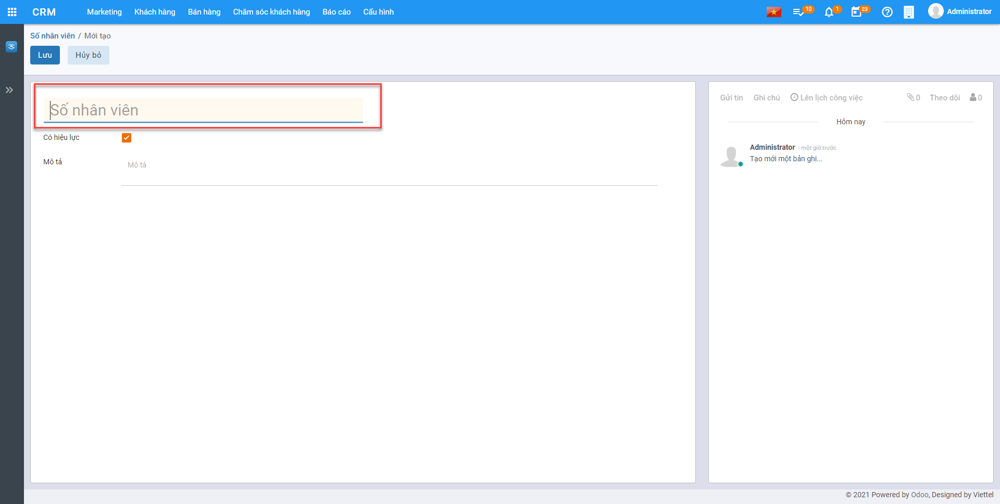 CRM Marketing Khách hàng Bán hàng Chăm sóc khách hàng Báo cáo Cấu hình 10 1 23 Administrator
Số nhân viên / Mới tạo
Lưu Hủy bỏ
Số nhân viên
Có hiệu lực
Mô tả Mô tả
Gửi tin Ghi chú Lên lịch công việc 0 Theo dõi 0
Hôm nay
Administrator - một giờ trước
Tạo mới một bản ghi...
© 2021 Powered by Odoo, Designed by Viettel